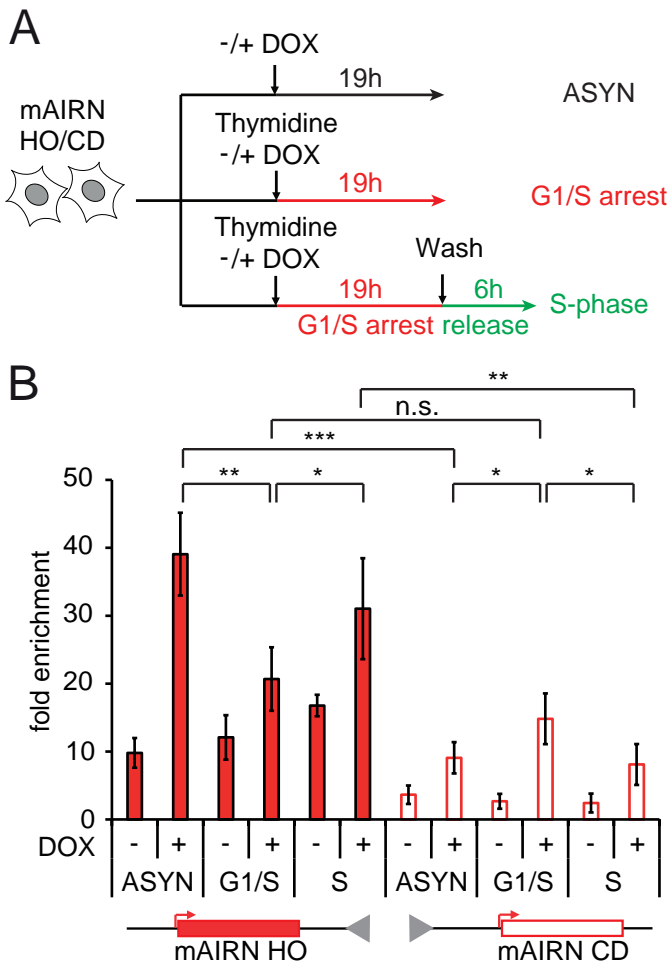 A
-/+ DOX
19h
ASYN
mAIRN
HO/CD
Thymidine
-/+ DOX
19h
G1/S arrest
Thymidine
-/+ DOX
Wash
19h
6h
S-phase
G1/S arrest release
B
**
n.s.
***
** * * *
50
40
30
20
10
0
fold enrichment
DOX - + - + - + - + - + - +
ASYN G1/S S ASYN G1/S S
mAIRN HO mAIRN CD